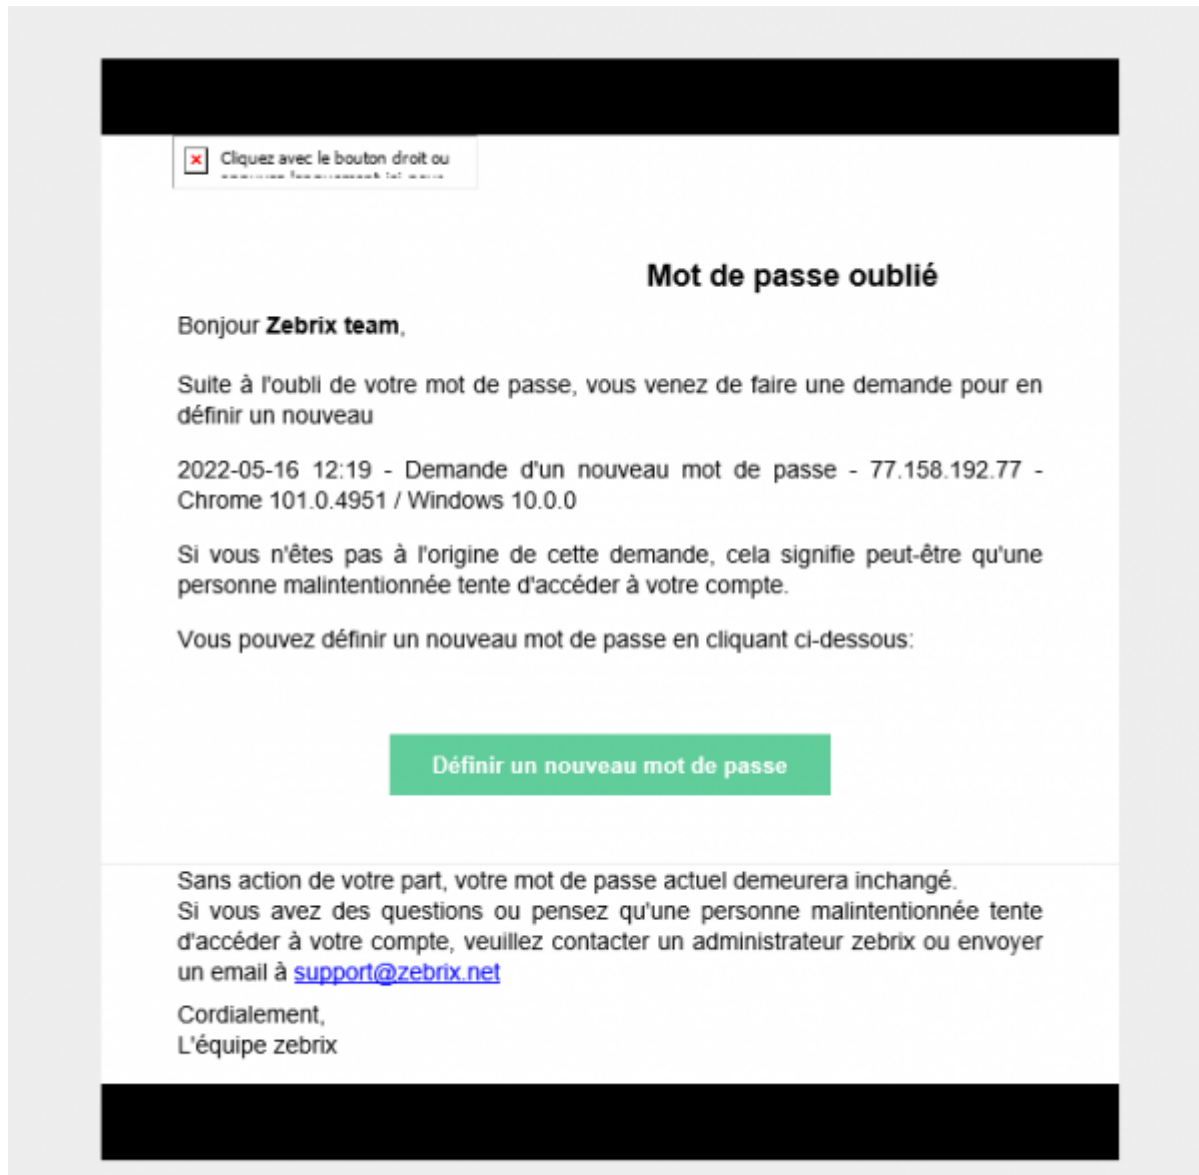 Cliquez avec le bouton droit ou
Mot de passe oublié
Bonjour Zebrix team,
Suite à l'oubli de votre mot de passe, vous venez de faire une demande pour en
définir un nouveau
2022-05-16 12:19 - Demande d'un nouveau mot de passe - 77.158.192.77 -
Chrome 101.0.4951 / Windows 10.0.0
Si vous n'êtes pas à l'origine de cette demande, cela signifie peut-être qu'une
personne malintentionnée tente d'accéder à votre compte.
Vous pouvez définir un nouveau mot de passe en cliquant ci-dessous:
Définir un nouveau mot de passe
Sans action de votre part, votre mot de passe actuel demeurera inchangé.
Si vous avez des questions ou pensez qu'une personne malintentionnée tente
d'accéder à votre compte, veuillez contacter un administrateur zebrix ou envoyer
un email à support@zebrix.net
Cordialement,
L'équipe zebrix